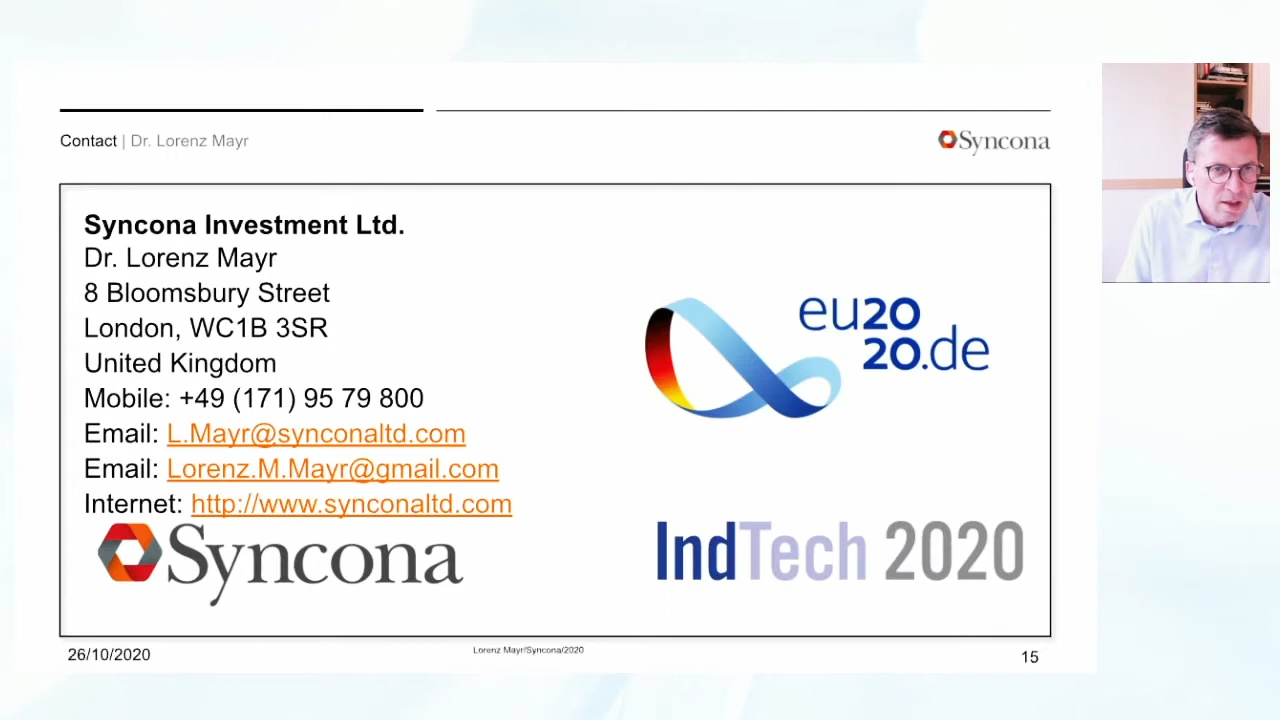 Contact | Dr. Lorenz Mayr
Syncona
Syncona Investment Ltd.
Dr. Lorenz Mayr
8 Bloomsbury Street
London, WC1B 3SR
United Kingdom
Mobile: +49 (171) 95 79 800
Email: L.Mayr@synconaltd.com
Email: Lorenz.M.Mayr@gmail.com
Internet: http://www.synconaltd.com
Syncona
eu20
20.de
IndTech 2020
26/10/2020
Lorenz Mayr/Syncona/2020
15